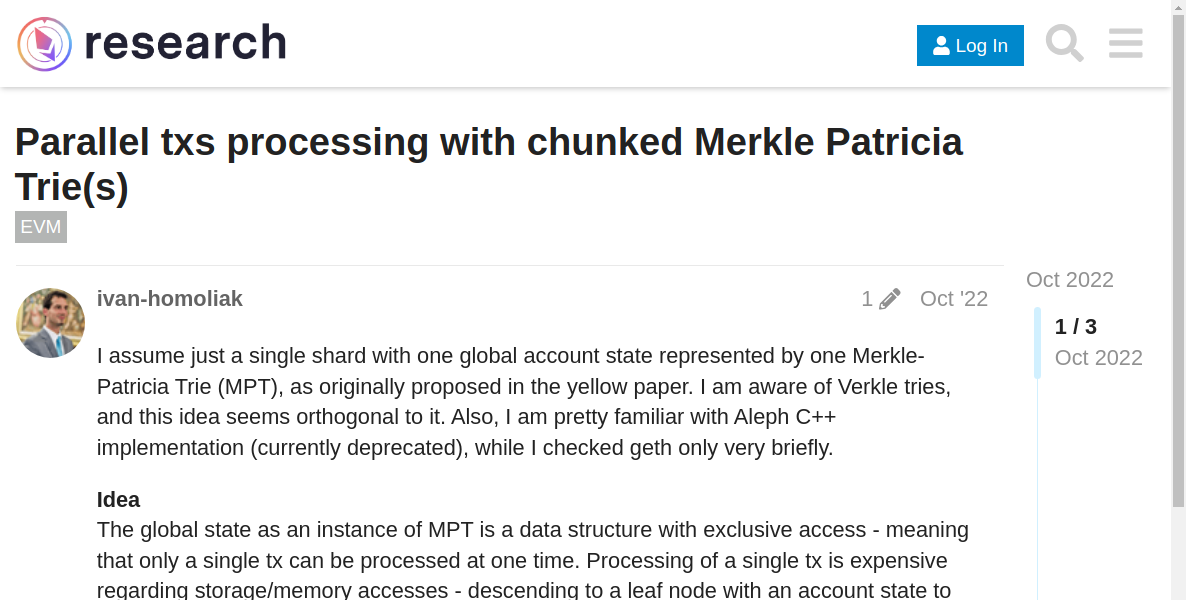 research
Log In
Parallel txs processing with chunked Merkle Patricia
Trie(s)
EVM
Oct 2022
ivan-homoliak
1
Oct '22
1 / 3
Oct 2022
I assume just a single shard with one global account state represented by one Merkle-
Patricia Trie (MPT), as originally proposed in the yellow paper. I am aware of Verkle tries,
and this idea seems orthogonal to it. Also, I am pretty familiar with Aleph C++
implementation (currently deprecated), while I checked geth only very briefly.
Idea
The global state as an instance of MPT is a data structure with exclusive access - meaning
that only a single tx can be processed at one time. Processing of a single tx is expensive
regarding storage/memory accesses - descending to a leaf node with an account state to